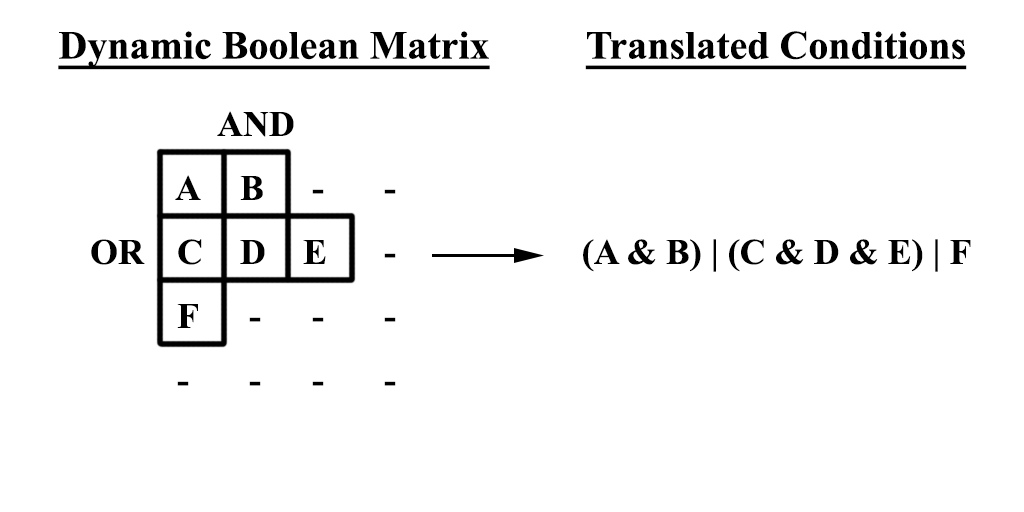 Dynamic Boolean Matrix
Translated Conditions
AND
A B - -
OR C D E -
(A & B) | (C & D & E) | F
F - - -
- - - -